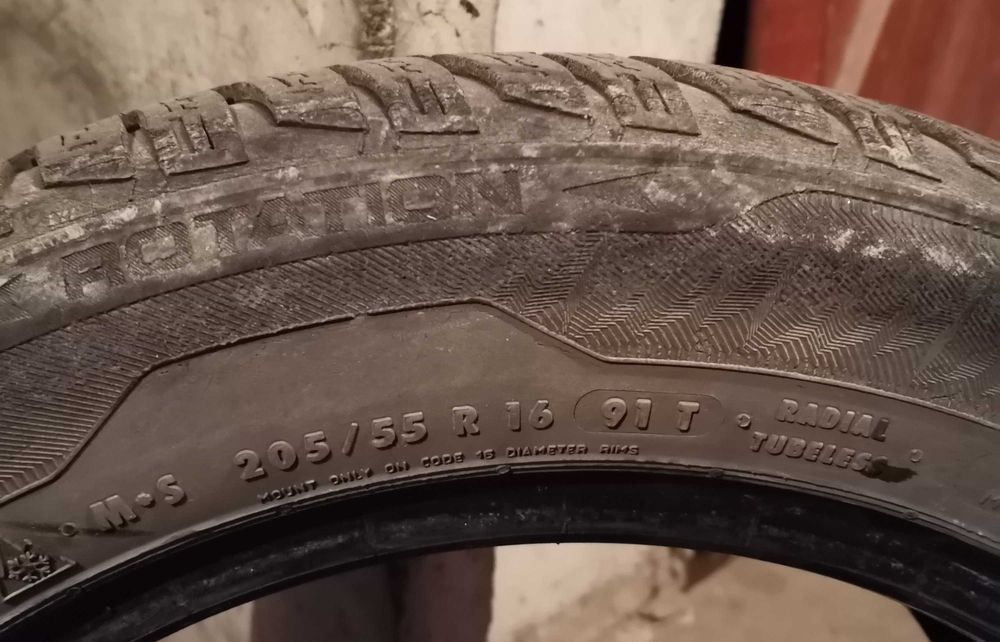 ROTATION
M•S 205/55 R 16 91 T
MOUNT ONLY ON CODE 16 DIAMETER RIMS
RADIAL
TUBELESS